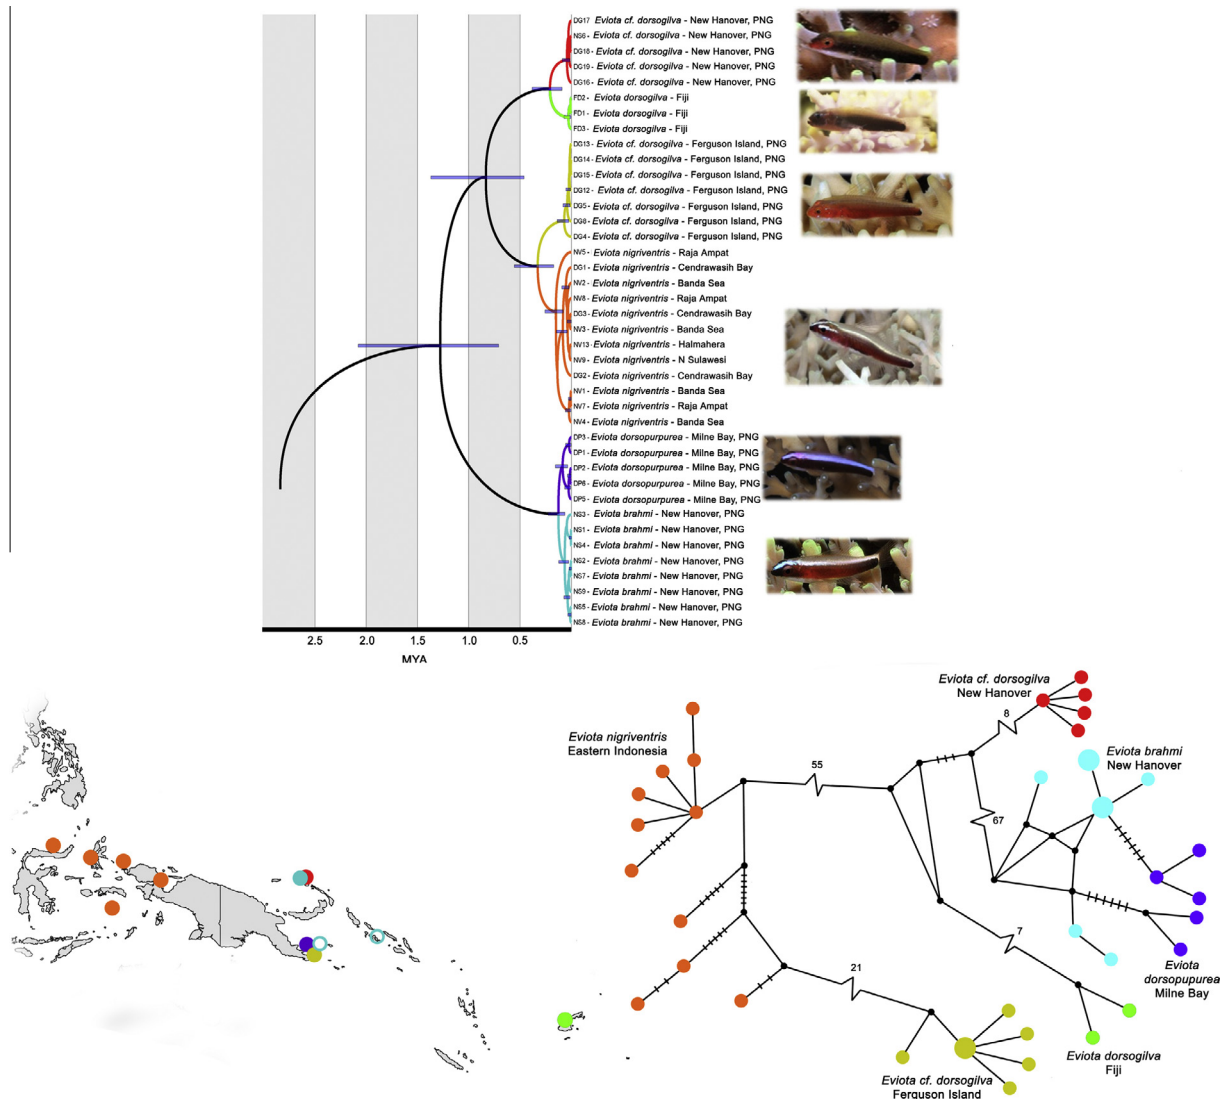 DG17 - Eviota cf. dorsogilva - New Hanover, PNG
NS6 - Eviota cf. dorsogilva - New Hanover, PNG
DG18 - Eviota cf. dorsogilva - New Hanover, PNG
DG19 - Eviota cf. dorsogilva - New Hanover, PNG
DG16 - Eviota cf. dorsogilva - New Hanover, PNG
FD2 - Eviota dorsogilva - Fiji
FD1 - Eviota dorsogilva - Fiji
FD3 - Eviota dorsogilva - Fiji
DG13 - Eviota cf. dorsogilva - Ferguson Island, PNG
DG14 - Eviota cf. dorsogilva - Ferguson Island, PNG
DG15 - Eviota cf. dorsogilva - Ferguson Island, PNG
DG12 - Eviota cf. dorsogilva - Ferguson Island, PNG
DG5 - Eviota cf. dorsogilva - Ferguson Island, PNG
DG8 - Eviota cf. dorsogilva - Ferguson Island, PNG
DG4 - Eviota cf. dorsogilva - Ferguson Island, PNG
NV5 - Eviota nigriventris - Raja Ampat
DG1 - Eviota nigriventris - Cendrawasih Bay
NV2 - Eviota nigriventris - Banda Sea
NV8 - Eviota nigriventris - Raja Ampat
DG3 - Eviota nigriventris - Cendrawasih Bay
NV3 - Eviota nigriventris - Banda Sea
NV13 - Eviota nigriventris - Halmahera
NV9 - Eviota nigriventris - N Sulawesi
DG2 - Eviota nigriventris - Cendrawasih Bay
NV1 - Eviota nigriventris - Banda Sea
NV7 - Eviota nigriventris - Raja Ampat
NV4 - Eviota nigriventris - Banda Sea
DP3 - Eviota dorsopurpurea - Milne Bay, PNG
DP1 - Eviota dorsopurpurea - Milne Bay, PNG
DP2 - Eviota dorsopurpurea - Milne Bay, PNG
DP6 - Eviota dorsopurpurea - Milne Bay, PNG
DP5 - Eviota dorsopurpurea - Milne Bay, PNG
NS3 - Eviota brahmi - New Hanover, PNG
NS1 - Eviota brahmi - New Hanover, PNG
NS4 - Eviota brahmi - New Hanover, PNG
NS2 - Eviota brahmi - New Hanover, PNG
NS7 - Eviota brahmi - New Hanover, PNG
NS9 - Eviota brahmi - New Hanover, PNG
NS5 - Eviota brahmi - New Hanover, PNG
NS8 - Eviota brahmi - New Hanover, PNG
2.5 2.0 1.5 1.0 0.5
MYA
Eviota cf. dorsogilva
New Hanover
8
Eviota nigriventris
Eastern Indonesia
Eviota brahmi
New Hanover
55
67
7
21
Eviota
dorsopupurea
Milne Bay
Eviota dorsogilva
Fiji
Eviota cf. dorsogilva
Ferguson Island